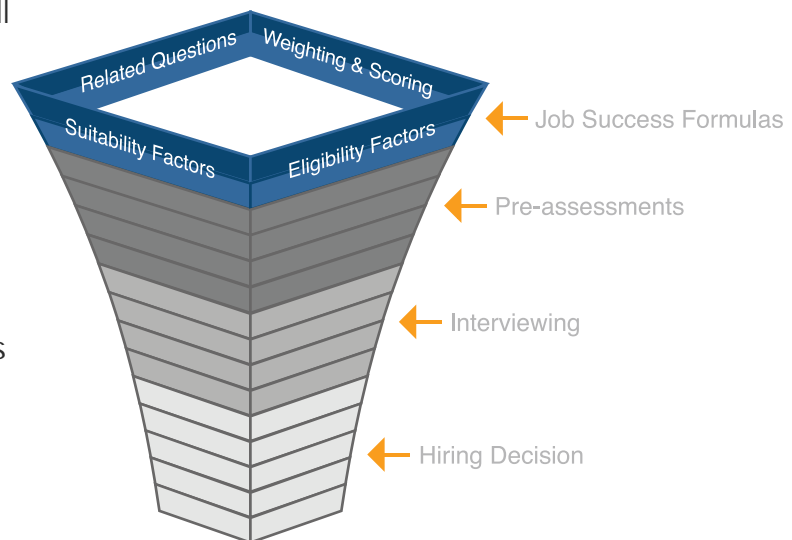 Related Questions
Weighting & Scoring
Suitability Factors
Eligibility Factors
Job Success Formulas
Pre-assessments
Interviewing
Hiring Decision